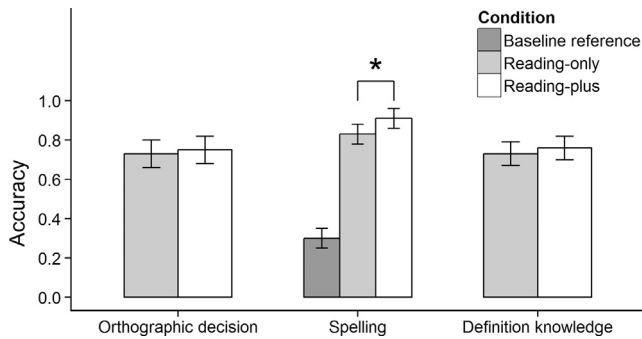 Condition
Baseline reference
Reading-only
Reading-plus
*
Accuracy
1.0
0.8
0.6
0.4
0.2
0.0
Orthographic decision
Spelling
Definition knowledge